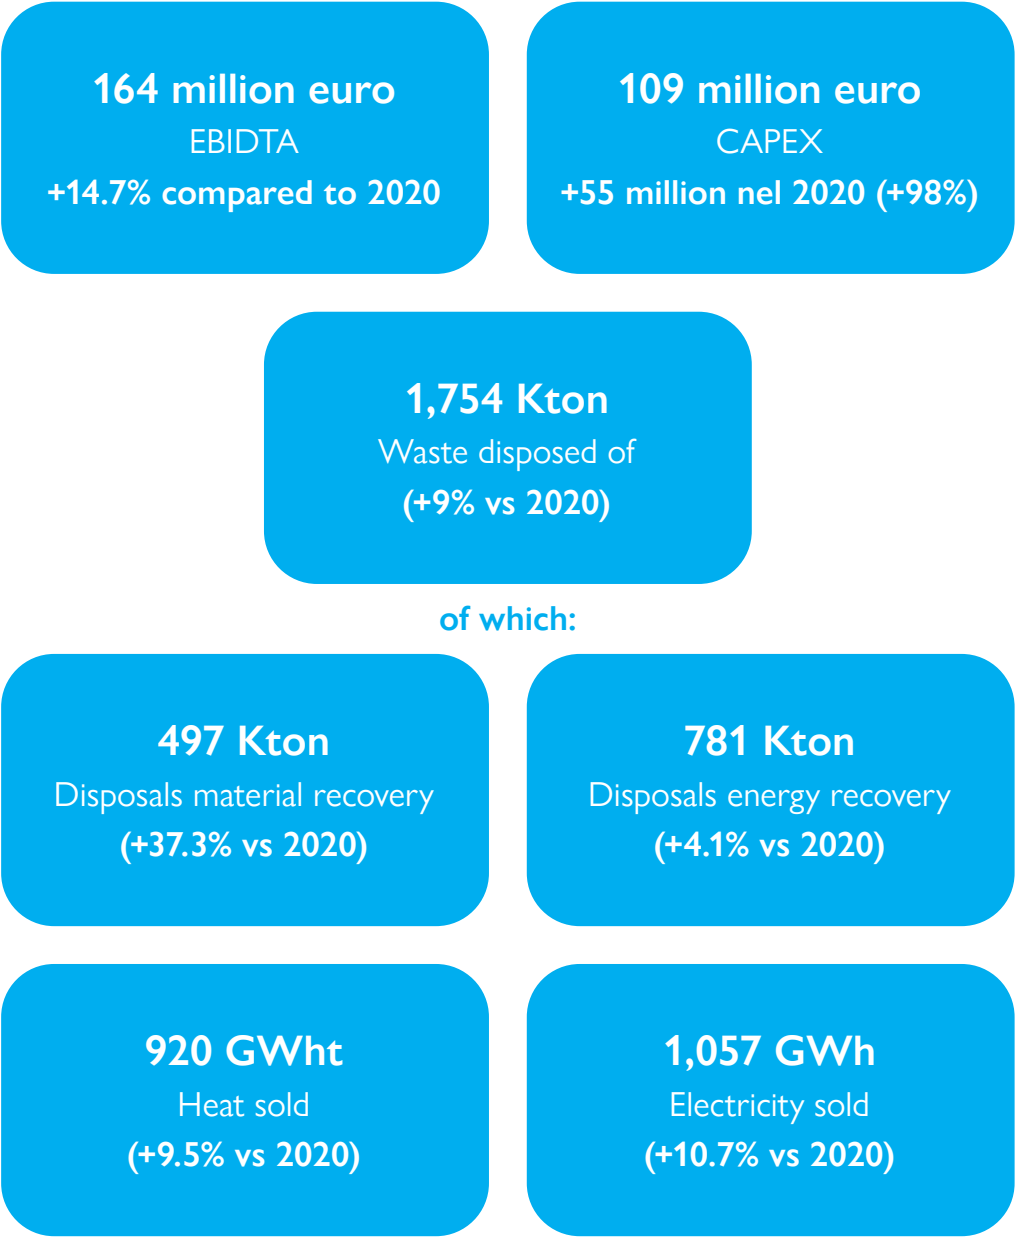 164 million euro
EBIDTA
+14.7% compared to 2020
109 million euro
CAPEX
+55 million nel 2020 (+98%)
1,754 Kton
Waste disposed of
(+9% vs 2020)
of which:
497 Kton
Disposals material recovery
(+37.3% vs 2020)
781 Kton
Disposals energy recovery
(+4.1% vs 2020)
920 GWht
Heat sold
(+9.5% vs 2020)
1,057 GWh
Electricity sold
(+10.7% vs 2020)